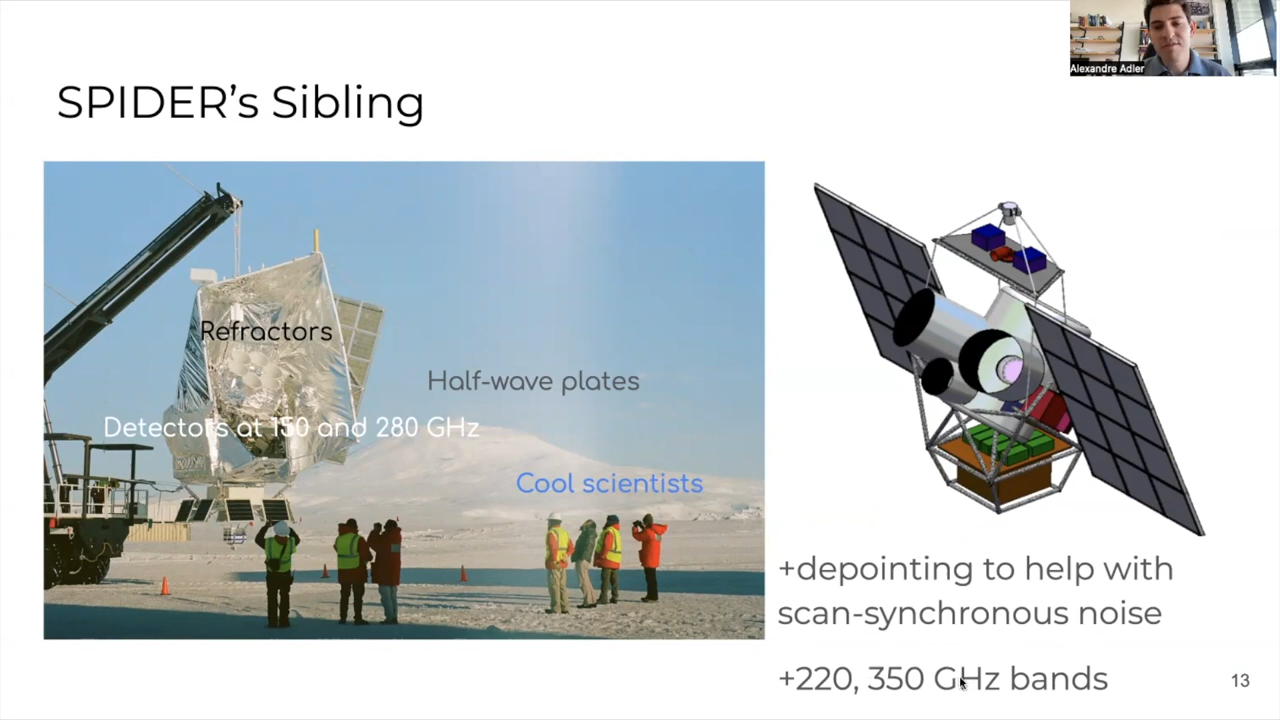 Alexandre Adler
SPIDER's Sibling
Refractors
Half-wave plates
Detectors at 150 and 280 GHz
Cool scientists
+depointing to help with
scan-synchronous noise
+220, 350 GHz bands
13